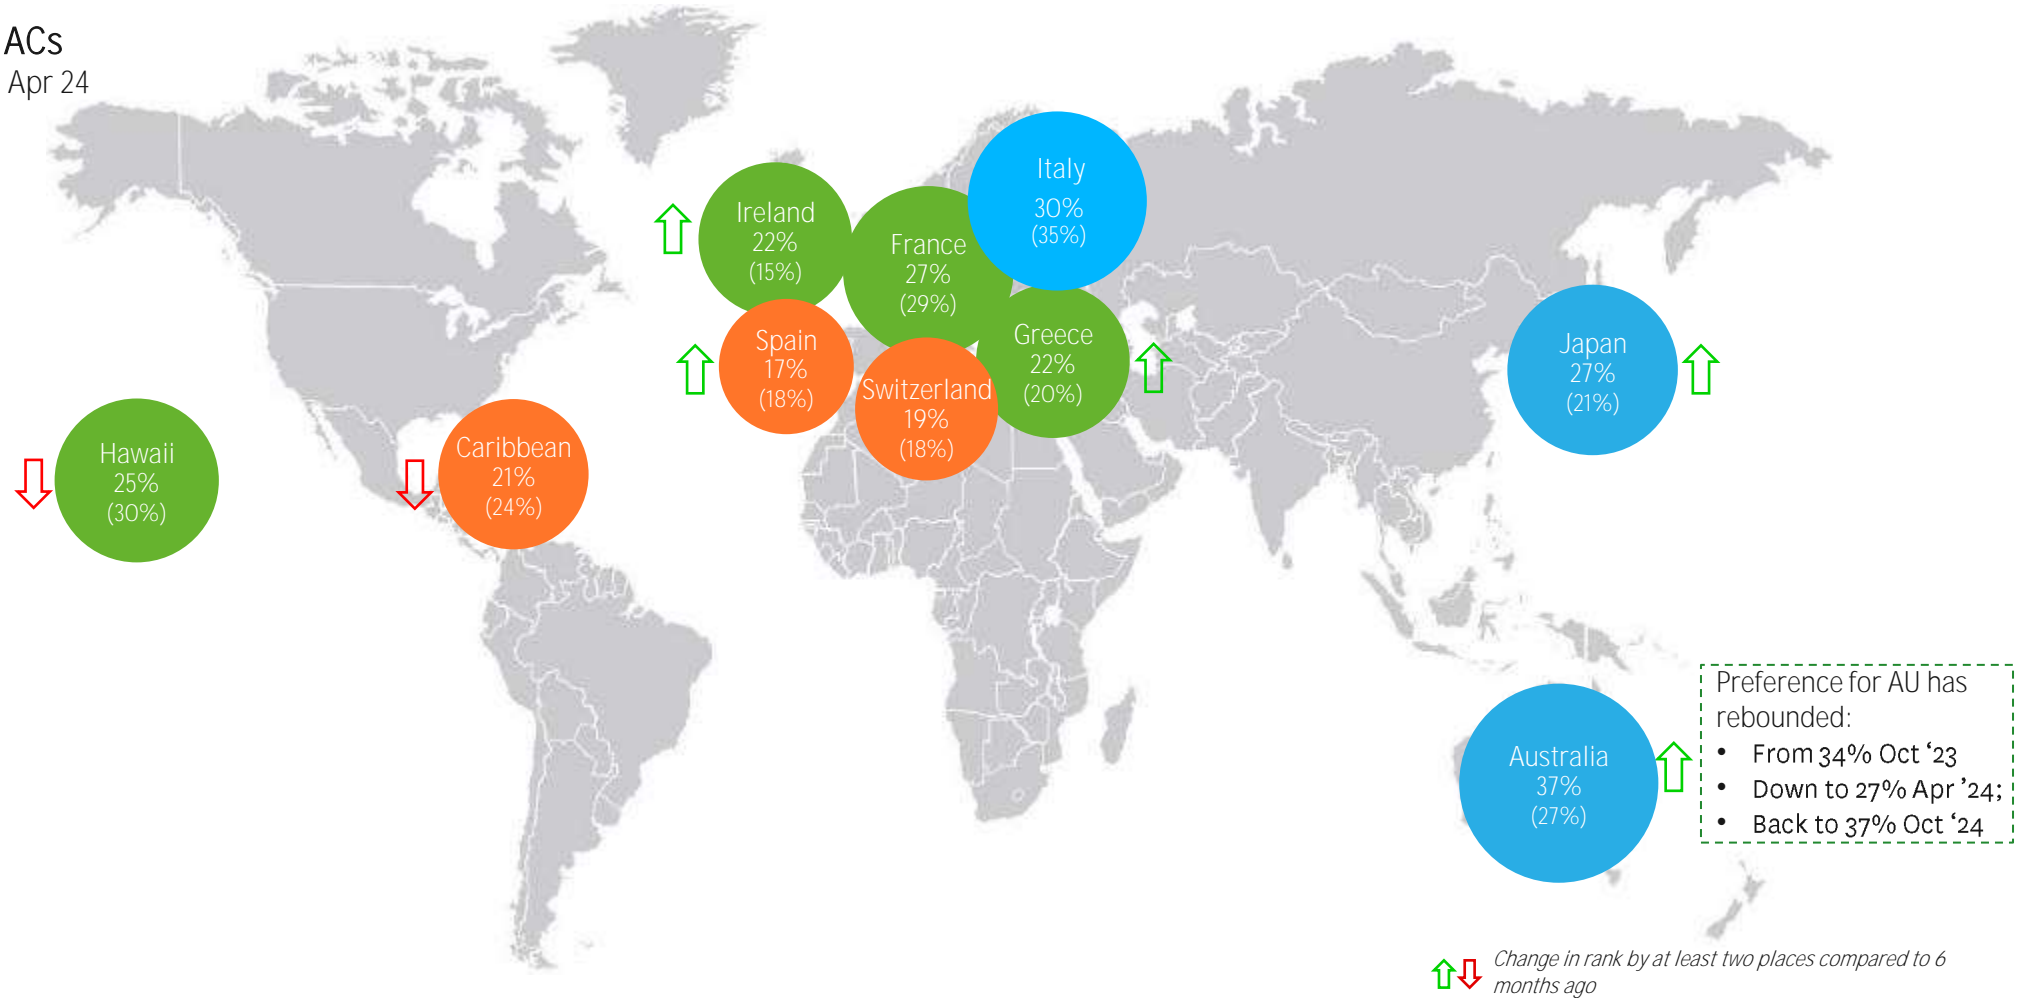 ACs
Apr 24
Italy
30%
(35%)
Ireland
22%
(15%)
France
27%
(29%)
Spain
17%
(18%)
Switzerland
19%
(18%)
Greece
22%
(20%)
Japan
27%
(21%)
Hawaii
25%
(30%)
Caribbean
21%
(24%)
Australia
37%
(27%)
Preference for AU has
rebounded:
• From 34% Oct ‘23
• Down to 27% Apr ’24;
• Back to 37% Oct ‘24
Change in rank by at least two places compared to 6
months ago